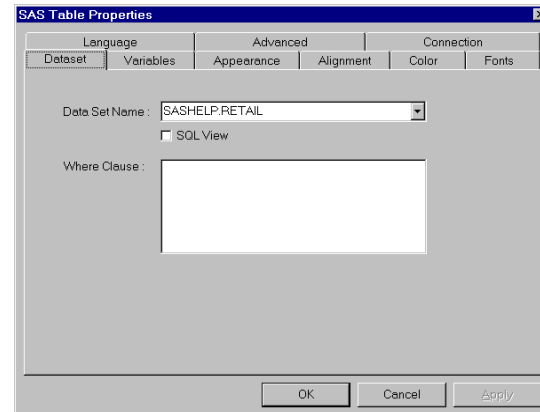 SAS Table Properties
Language Advanced Connection
Dataset Variables Appearance Alignment Color Fonts
Data Set Name : SASHELP.RETAIL
SQL View
Where Clause :
OK Cancel Apply